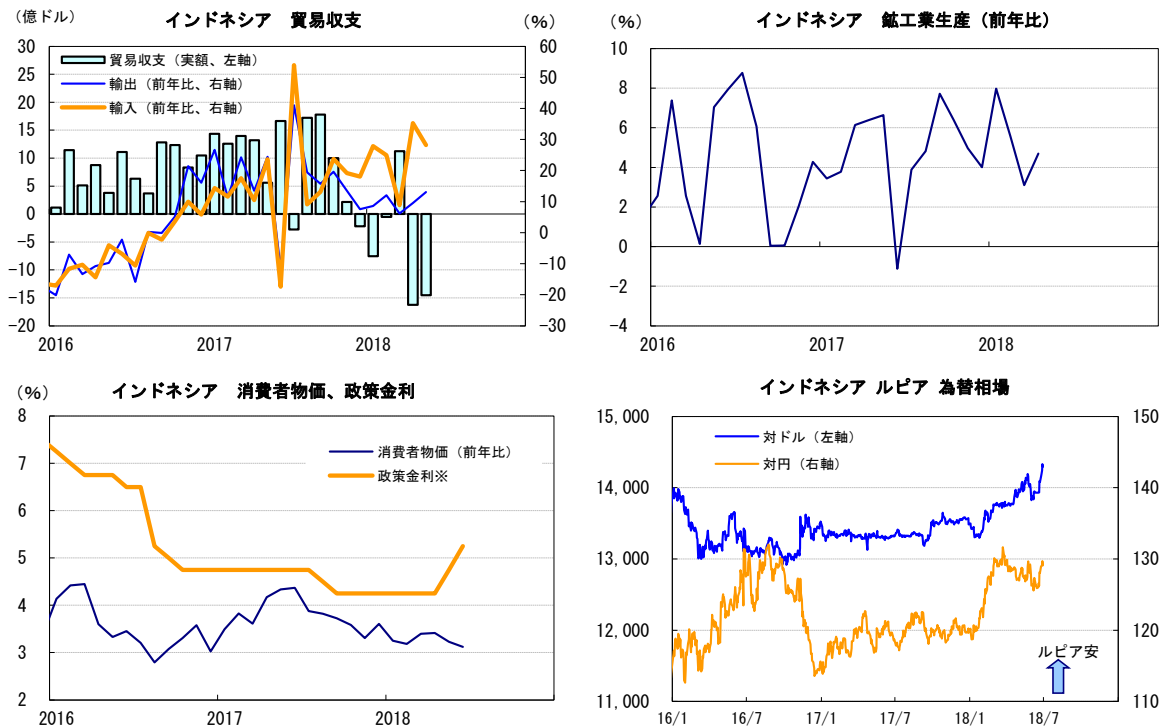 インドネシア 貿易収支
（億ドル）
（%）
貿易収支（実額、左軸）
輸出（前年比、右軸）
輸入（前年比、右軸）
30
25
20
15
10
5
0
−5
−10
−15
−20
60
50
40
30
20
10
0
−10
−20
−30
2016 2017 2018
インドネシア 鉱工業生産（前年比）
（%）
10
8
6
4
2
0
−2
−4
2016 2017 2018
インドネシア 消費者物価、政策金利
（%）
消費者物価（前年比）
政策金利※
8
7
6
5
4
3
2
2016 2017 2018
インドネシア ルピア 為替相場
対ドル（左軸）
対円（右軸）
15,000
14,000
13,000
12,000
11,000
150
140
130
120
110
ルピア安
16/1 16/7 17/1 17/7 18/1 18/7